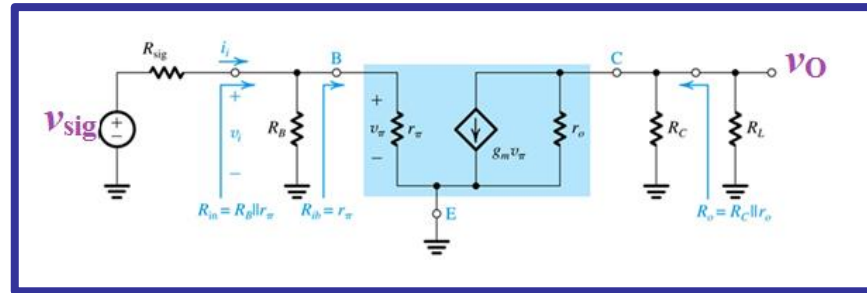 R_sig
i_i
B
C
v_O
v_sig
+
−
+
v_i
−
R_B
+
v_π
−
r_π
g_m v_π
r_o
R_C
R_L
R_in = R_B||r_π
R_ib = r_π
E
R_o = R_C||r_o